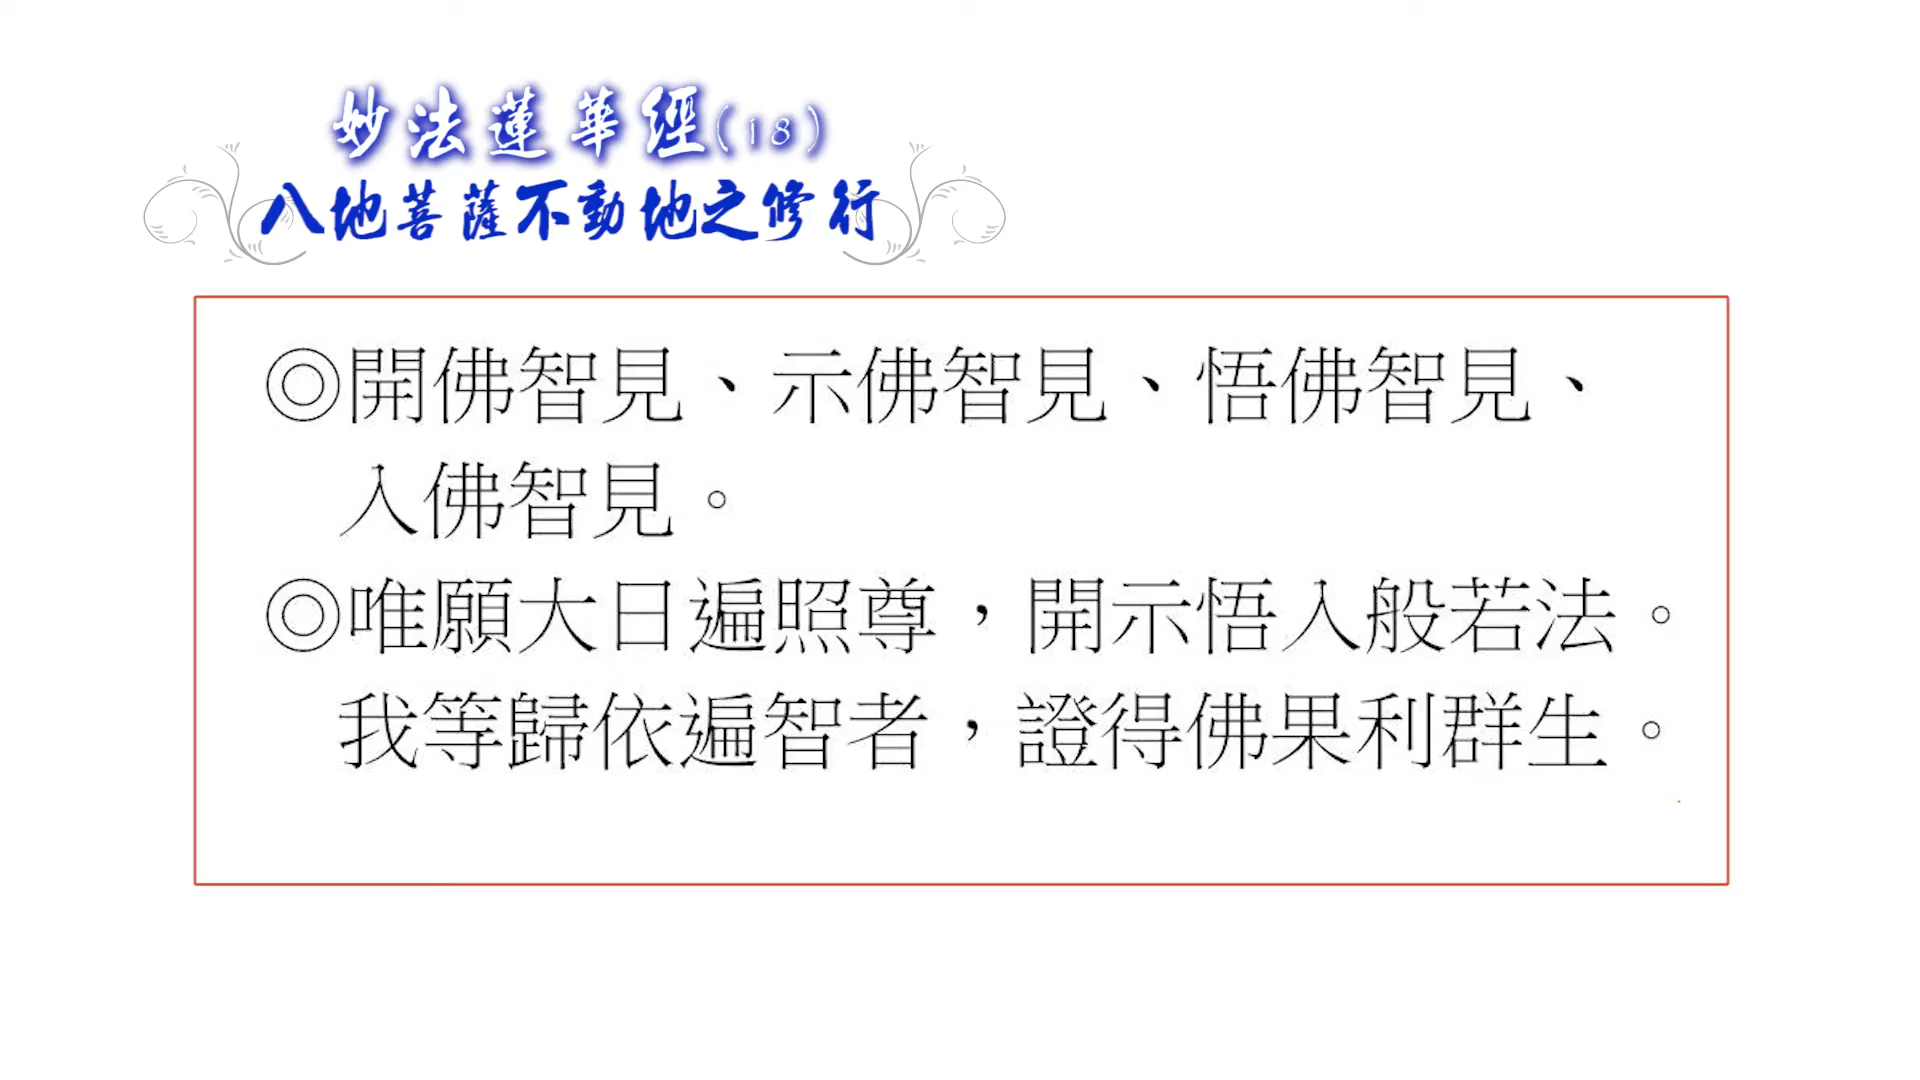 妙法蓮華經(18)
八地菩薩不動地之修行
◎開佛智見、示佛智見、悟佛智見、
入佛智見。
◎唯願大日遍照尊，開示悟入般若法。
我等歸依遍智者，證得佛果利群生。